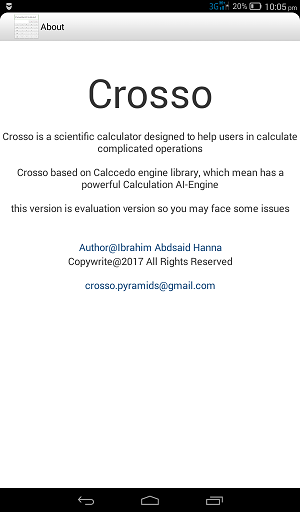 3G 20% 10:05 pm
About
Crosso
Crosso is a scientific calculator designed to help users in calculate
complicated operations
Crosso based on Calccedo engine library, which mean has a
powerful Calculation AI-Engine
this version is evaluation version so you may face some issues
Author@Ibrahim Abdsaid Hanna
Copywrite@2017 All Rights Reserved
crosso.pyramids@gmail.com